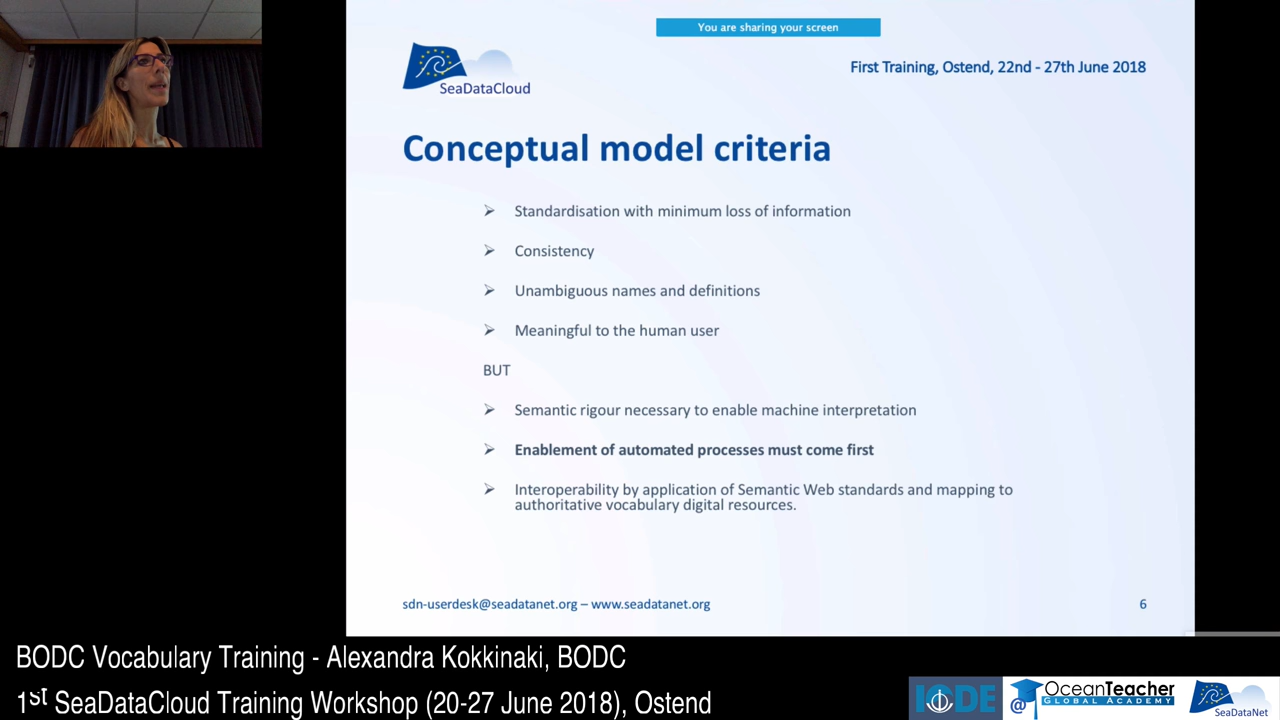 You are sharing your screen
SeaDataCloud
First Training, Ostend, 22nd - 27th June 2018
Conceptual model criteria
➢ Standardisation with minimum loss of information
➢ Consistency
➢ Unambiguous names and definitions
➢ Meaningful to the human user
BUT
➢ Semantic rigour necessary to enable machine interpretation
➢ Enablement of automated processes must come first
➢ Interoperability by application of Semantic Web standards and mapping to
authoritative vocabulary digital resources.
sdn-userdesk@seadatanet.org – www.seadatanet.org
6
BODC Vocabulary Training - Alexandra Kokkinaki, BODC
1st SeaDataCloud Training Workshop (20-27 June 2018), Ostend
IODE
@
OceanTeacher
GLOBAL ACADEMY
SeaDataNet